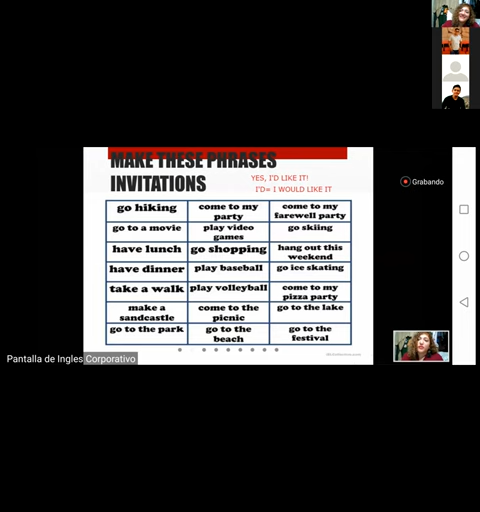 MAKE THESE PHRASES
INVITATIONS
YES, I'D LIKE IT!
I'D= I WOULD LIKE IT
Grabando
go hiking
come to my
party
come to my
farewell party
go to a movie
play video
games
go skiing
have lunch
go shopping
hang out this
weekend
have dinner
play baseball
go ice skating
take a walk
play volleyball
come to my
pizza party
make a
sandcastle
come to the
picnic
go to the lake
go to the park
go to the
beach
go to the
festival
Pantalla de Ingles Corporativo